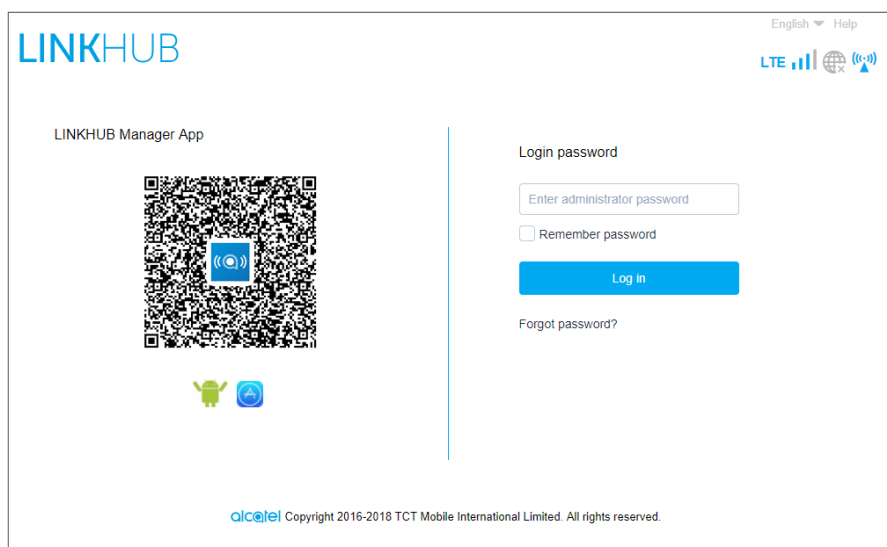 English Help
LINKHUB
LTE
LINKHUB Manager App
Login password
Enter administrator password
Remember password
Log in
Forgot password?
alcatel Copyright 2016-2018 TCT Mobile International Limited. All rights reserved.